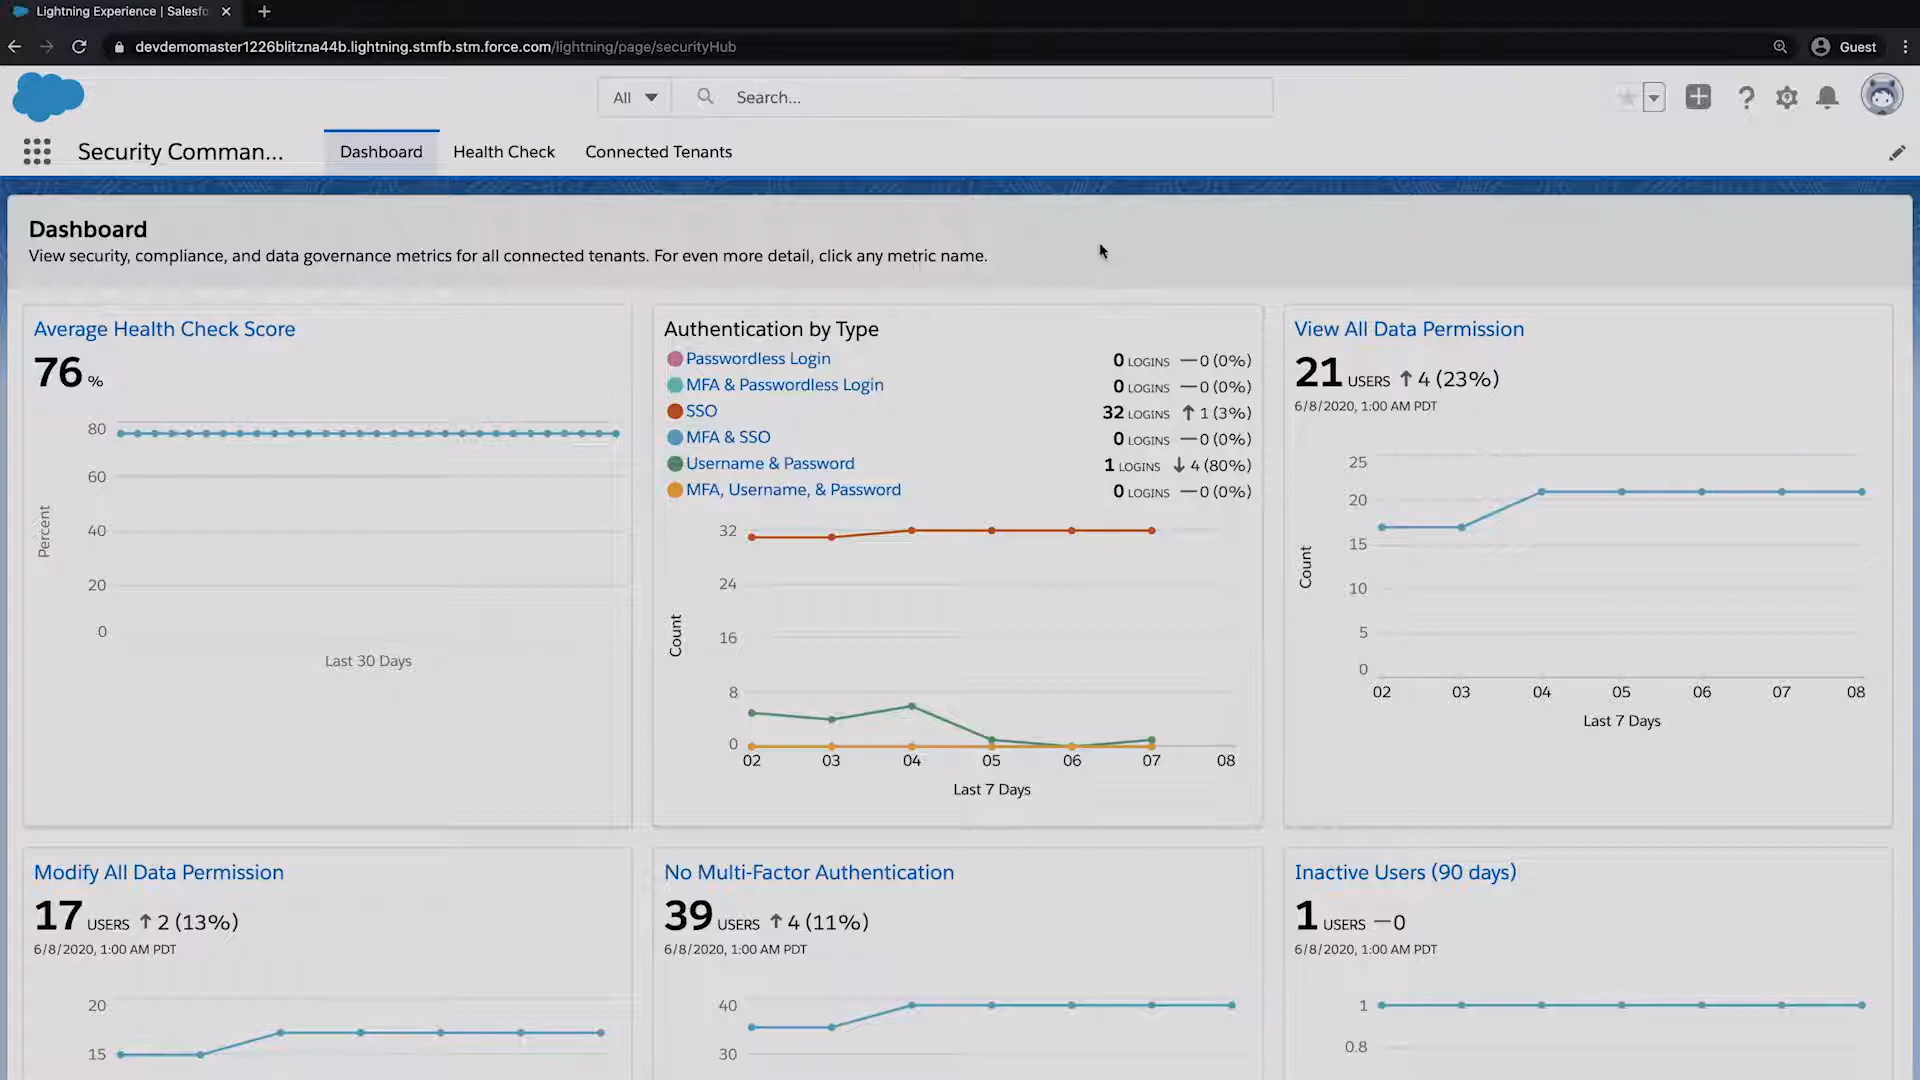 Lightning Experience | Salesfo
devdemomaster1226blitzna44b.lightning.stmfb.stm.force.com/lightning/page/securityHub
Guest
All
Search...
Security Comman...
Dashboard
Health Check
Connected Tenants
Dashboard
View security, compliance, and data governance metrics for all connected tenants. For even more detail, click any metric name.
Average Health Check Score
76 %
80
60
40
20
0
Percent
Last 30 Days
Authentication by Type
Passwordless Login 0 LOGINS —0 (0%)
MFA & Passwordless Login 0 LOGINS —0 (0%)
SSO 32 LOGINS ↑ 1 (3%)
MFA & SSO 0 LOGINS —0 (0%)
Username & Password 1 LOGINS ↓ 4 (80%)
MFA, Username, & Password 0 LOGINS —0 (0%)
32
24
16
8
0
Count
02 03 04 05 06 07 08
Last 7 Days
View All Data Permission
21 USERS ↑ 4 (23%)
6/8/2020, 1:00 AM PDT
25
20
15
10
5
0
Count
02 03 04 05 06 07 08
Last 7 Days
Modify All Data Permission
17 USERS ↑ 2 (13%)
6/8/2020, 1:00 AM PDT
20
15
No Multi-Factor Authentication
39 USERS ↑ 4 (11%)
6/8/2020, 1:00 AM PDT
40
30
Inactive Users (90 days)
1 USERS —0
6/8/2020, 1:00 AM PDT
1
0.8